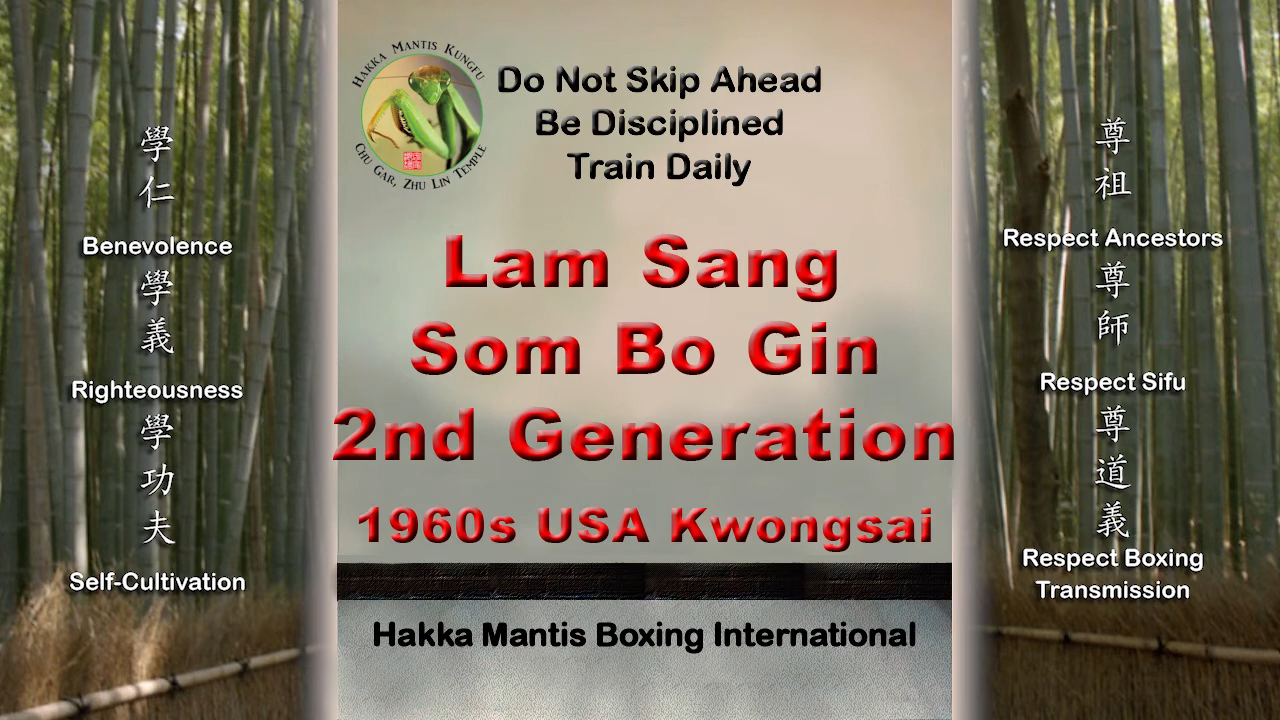 HAKKA MANTIS KUNGFU
CHU GAR, ZHU LIN TEMPLE
Do Not Skip Ahead
Be Disciplined
Train Daily
學
仁
Benevolence
學
義
Righteousness
學
功
夫
Self-Cultivation
Lam Sang
Som Bo Gin
2nd Generation
1960s USA Kwongsai
Hakka Mantis Boxing International
尊
祖
Respect Ancestors
尊
師
Respect Sifu
尊
道
義
Respect Boxing
Transmission